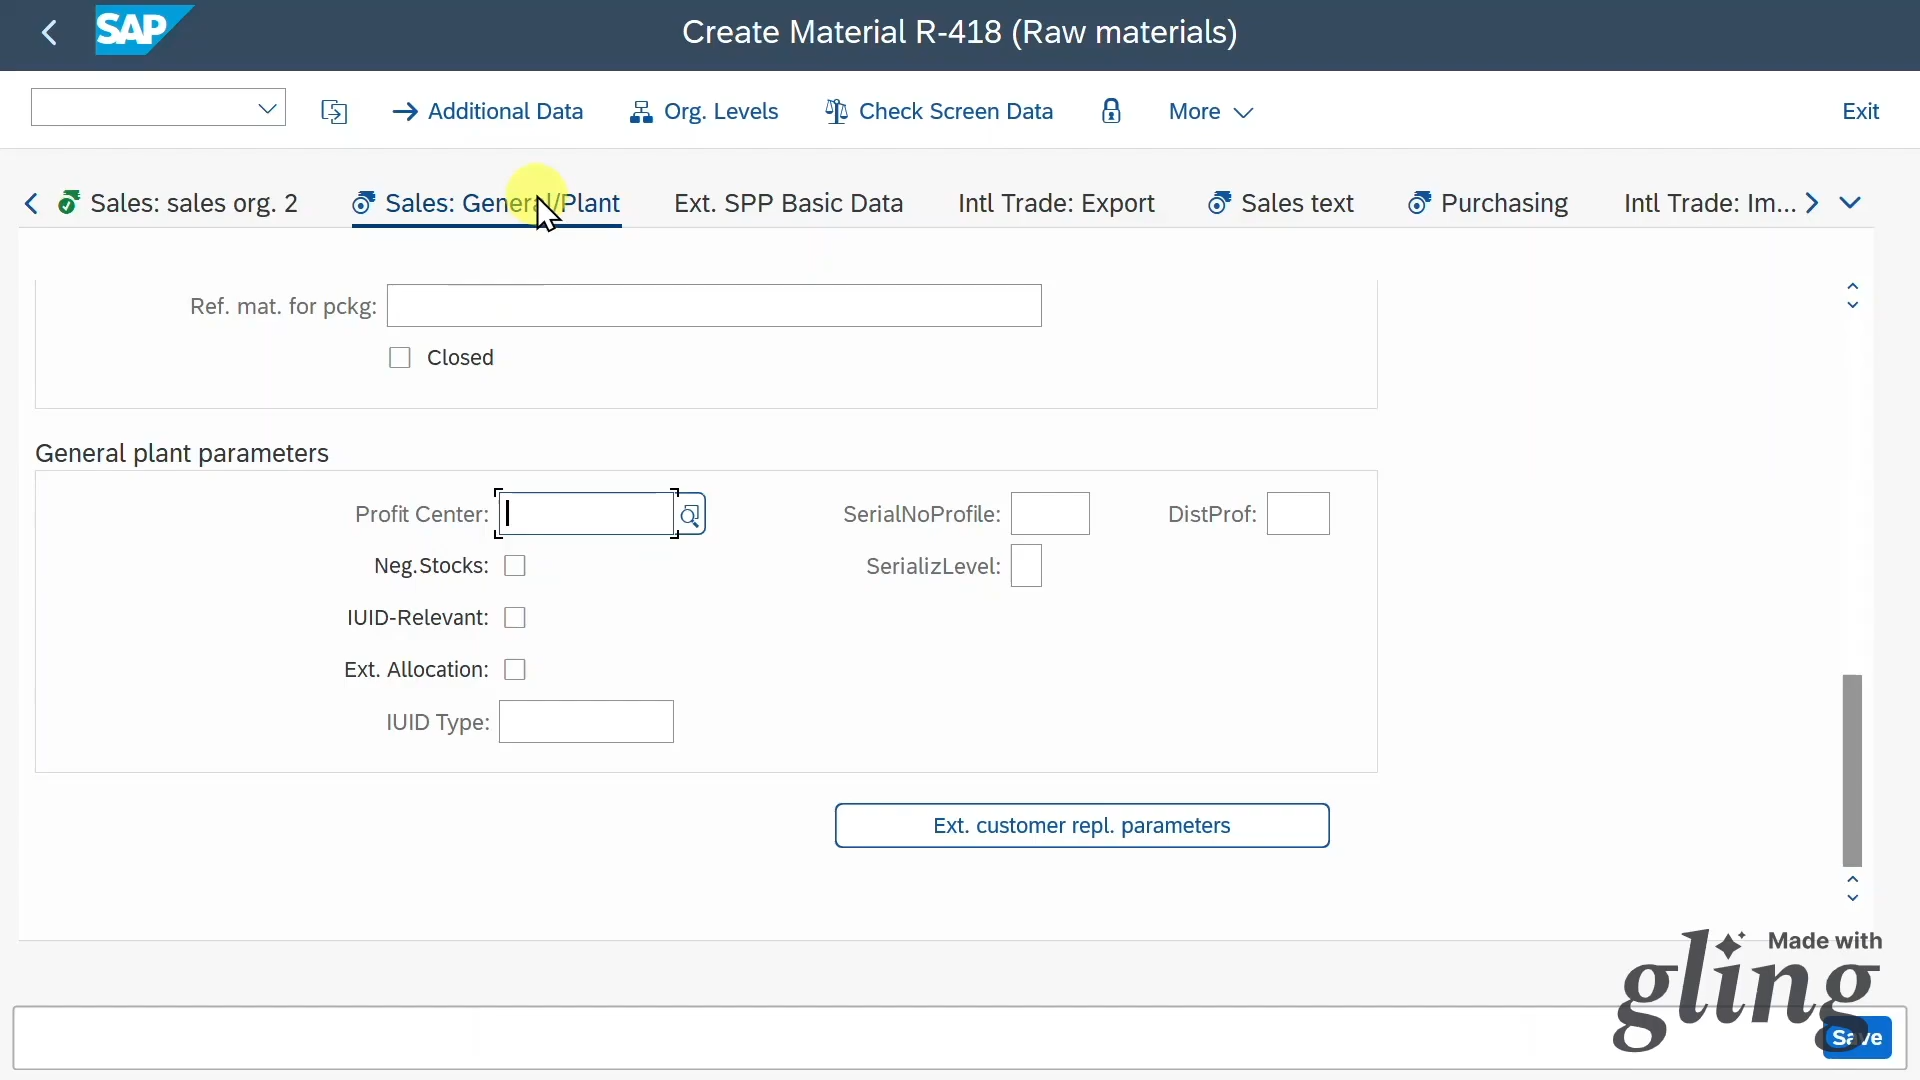 SAP
Create Material R-418 (Raw materials)
Additional Data
Org. Levels
Check Screen Data
More
Exit
Sales: sales org. 2
Sales: General/Plant
Ext. SPP Basic Data
Intl Trade: Export
Sales text
Purchasing
Intl Trade: Im...
Ref. mat. for pckg:
Closed
General plant parameters
Profit Center:
SerialNoProfile:
DistProf:
Neg.Stocks:
SerializLevel:
IUID-Relevant:
Ext. Allocation:
IUID Type:
Ext. customer repl. parameters
Made with
gling
Save